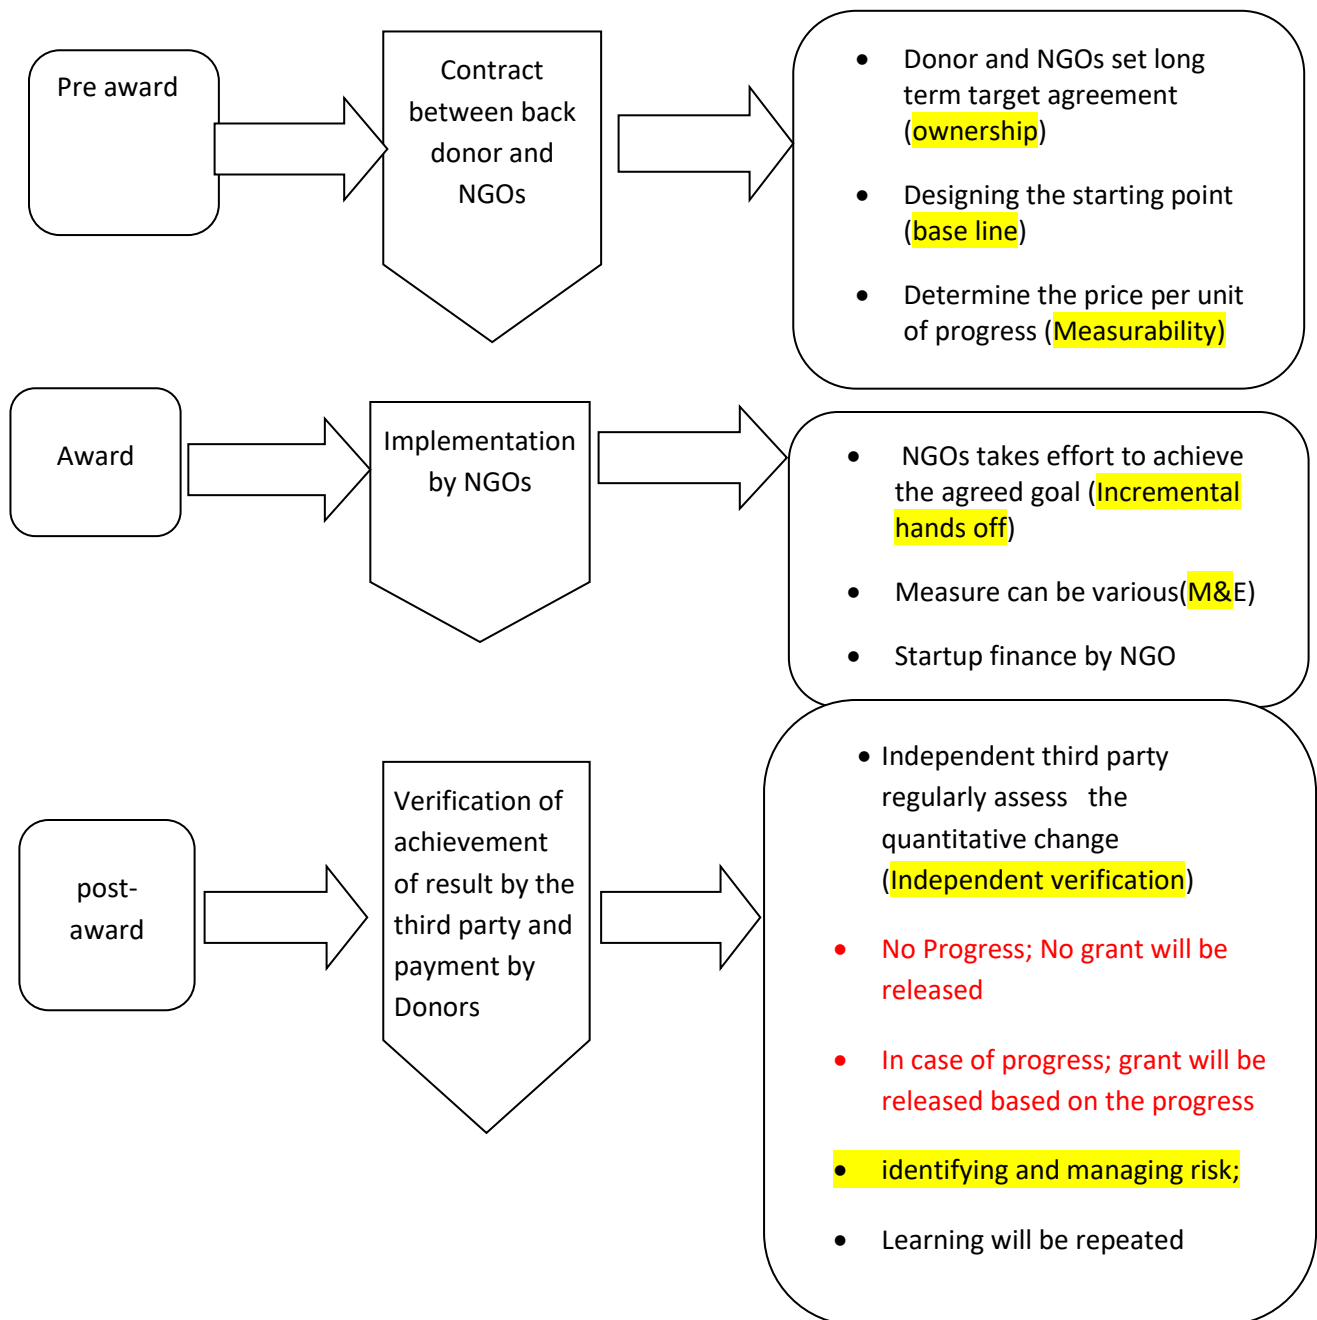 Pre award
Contract
between back
donor and
NGOs
• Donor and NGOs set long
term target agreement
(ownership)
• Designing the starting point
(base line)
• Determine the price per unit
of progress (Measurability)
Award
Implementation
by NGOs
• NGOs takes effort to achieve
the agreed goal (Incremental
hands off)
• Measure can be various(M&E)
• Startup finance by NGO
post-
award
Verification of
achievement
of result by the
third party and
payment by
Donors
• Independent third party
regularly assess the
quantitative change
(Independent verification)
• No Progress; No grant will be
released
• In case of progress; grant will be
released based on the progress
• identifying and managing risk;
• Learning will be repeated